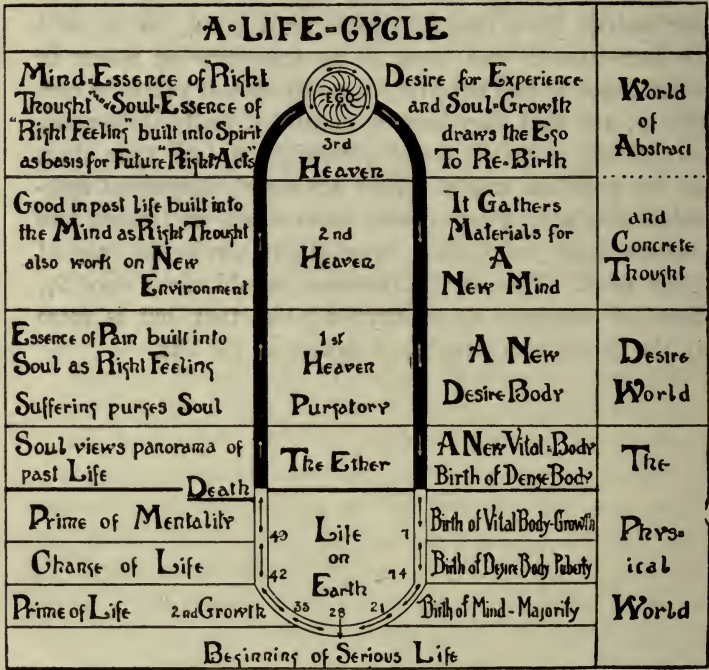 A LIFE=CYCLE
Mind-Essence of Right
Thought and Soul-Essence of
"Right Feeling" built into Spirit
as basis for Future "Right Acts"
EGO
3rd
Heaven
Desire for Experience
and Soul-Growth
draws the Ego
To Re-Birth
World
of
Abstract
Good in past life built into
the Mind as Right Thought
also work on New
Environment
2nd
Heaven
It Gathers
Materials for
A
New Mind
and
Concrete
Thought
Essence of Pain built into
Soul as Right Feeling
Suffering purges Soul
1st
Heaven
Purgatory
A New
Desire Body
Desire
World
Soul views panorama of
past Life
Death
The Ether
A New Vital-Body
Birth of Dense Body
The
Physical
World
Prime of Mentality
49
Life
on
Earth
7
Birth of Vital Body-Growth
Change of Life
42
14
Birth of Desire Body Puberty
Prime of Life 2nd Growth
35 28 21
Birth of Mind - Majority
Beginning of Serious Life